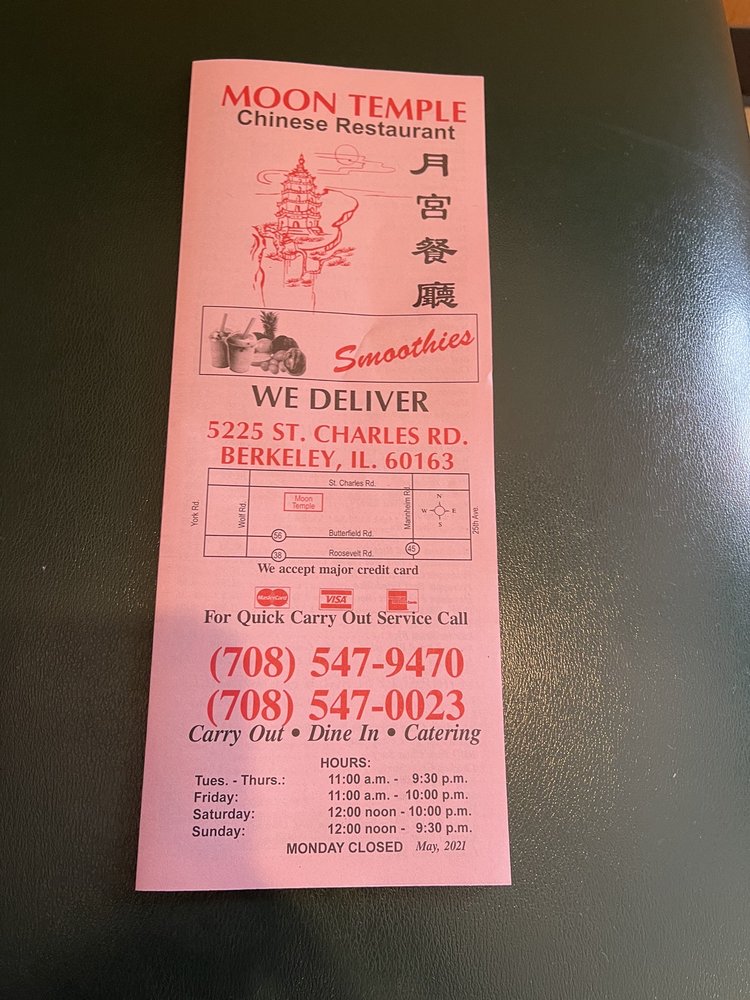 MOON TEMPLE
Chinese Restaurant
月宮餐廳
Smoothies
WE DELIVER
5225 ST. CHARLES RD.
BERKELEY, IL. 60163
St. Charles Rd.
York Rd.
Wolf Rd.
Moon
Temple
Mannheim Rd.
N
W E
S
25th Ave.
56
Butterfield Rd.
38
Roosevelt Rd.
45
We accept major credit card
MasterCard
VISA
For Quick Carry Out Service Call
(708) 547-9470
(708) 547-0023
Carry Out • Dine In • Catering
HOURS:
Tues. - Thurs.: 11:00 a.m. - 9:30 p.m.
Friday: 11:00 a.m. - 10:00 p.m.
Saturday: 12:00 noon - 10:00 p.m.
Sunday: 12:00 noon - 9:30 p.m.
MONDAY CLOSED May, 2021